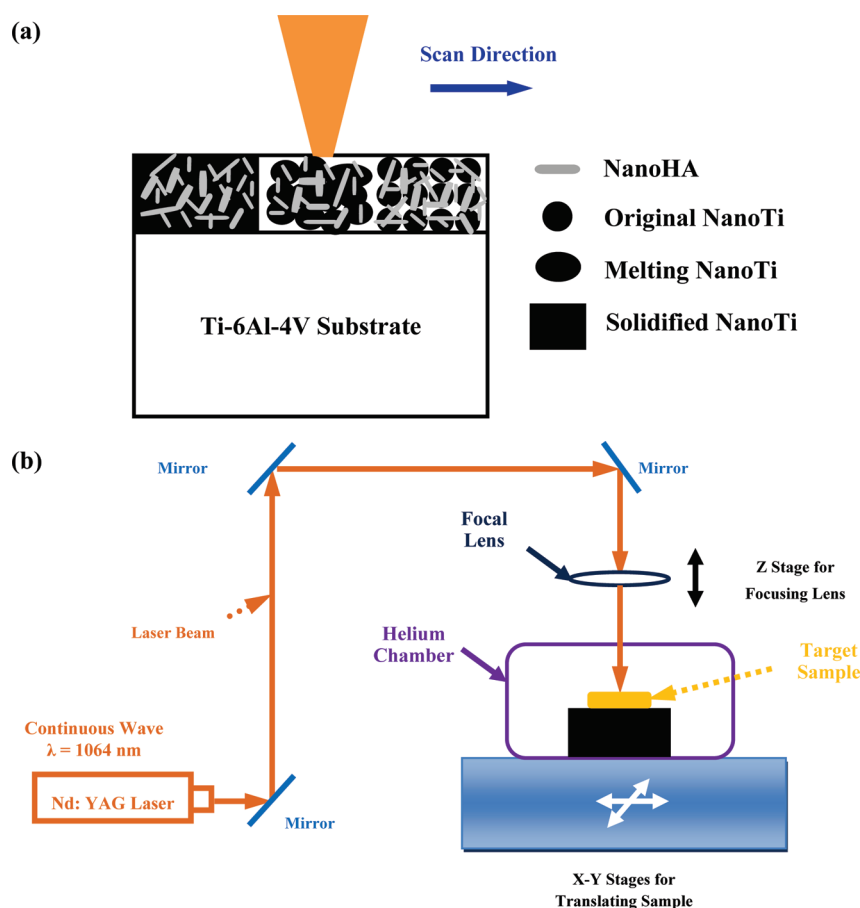 (a)
Scan Direction
NanoHA
Original NanoTi
Melting NanoTi
Solidified NanoTi
Ti-6Al-4V Substrate
(b)
Mirror
Mirror
Focal
Lens
Z Stage for
Focusing Lens
Laser Beam
Helium
Chamber
Target
Sample
Continuous Wave
λ = 1064 nm
Nd: YAG Laser
Mirror
X-Y Stages for
Translating Sample